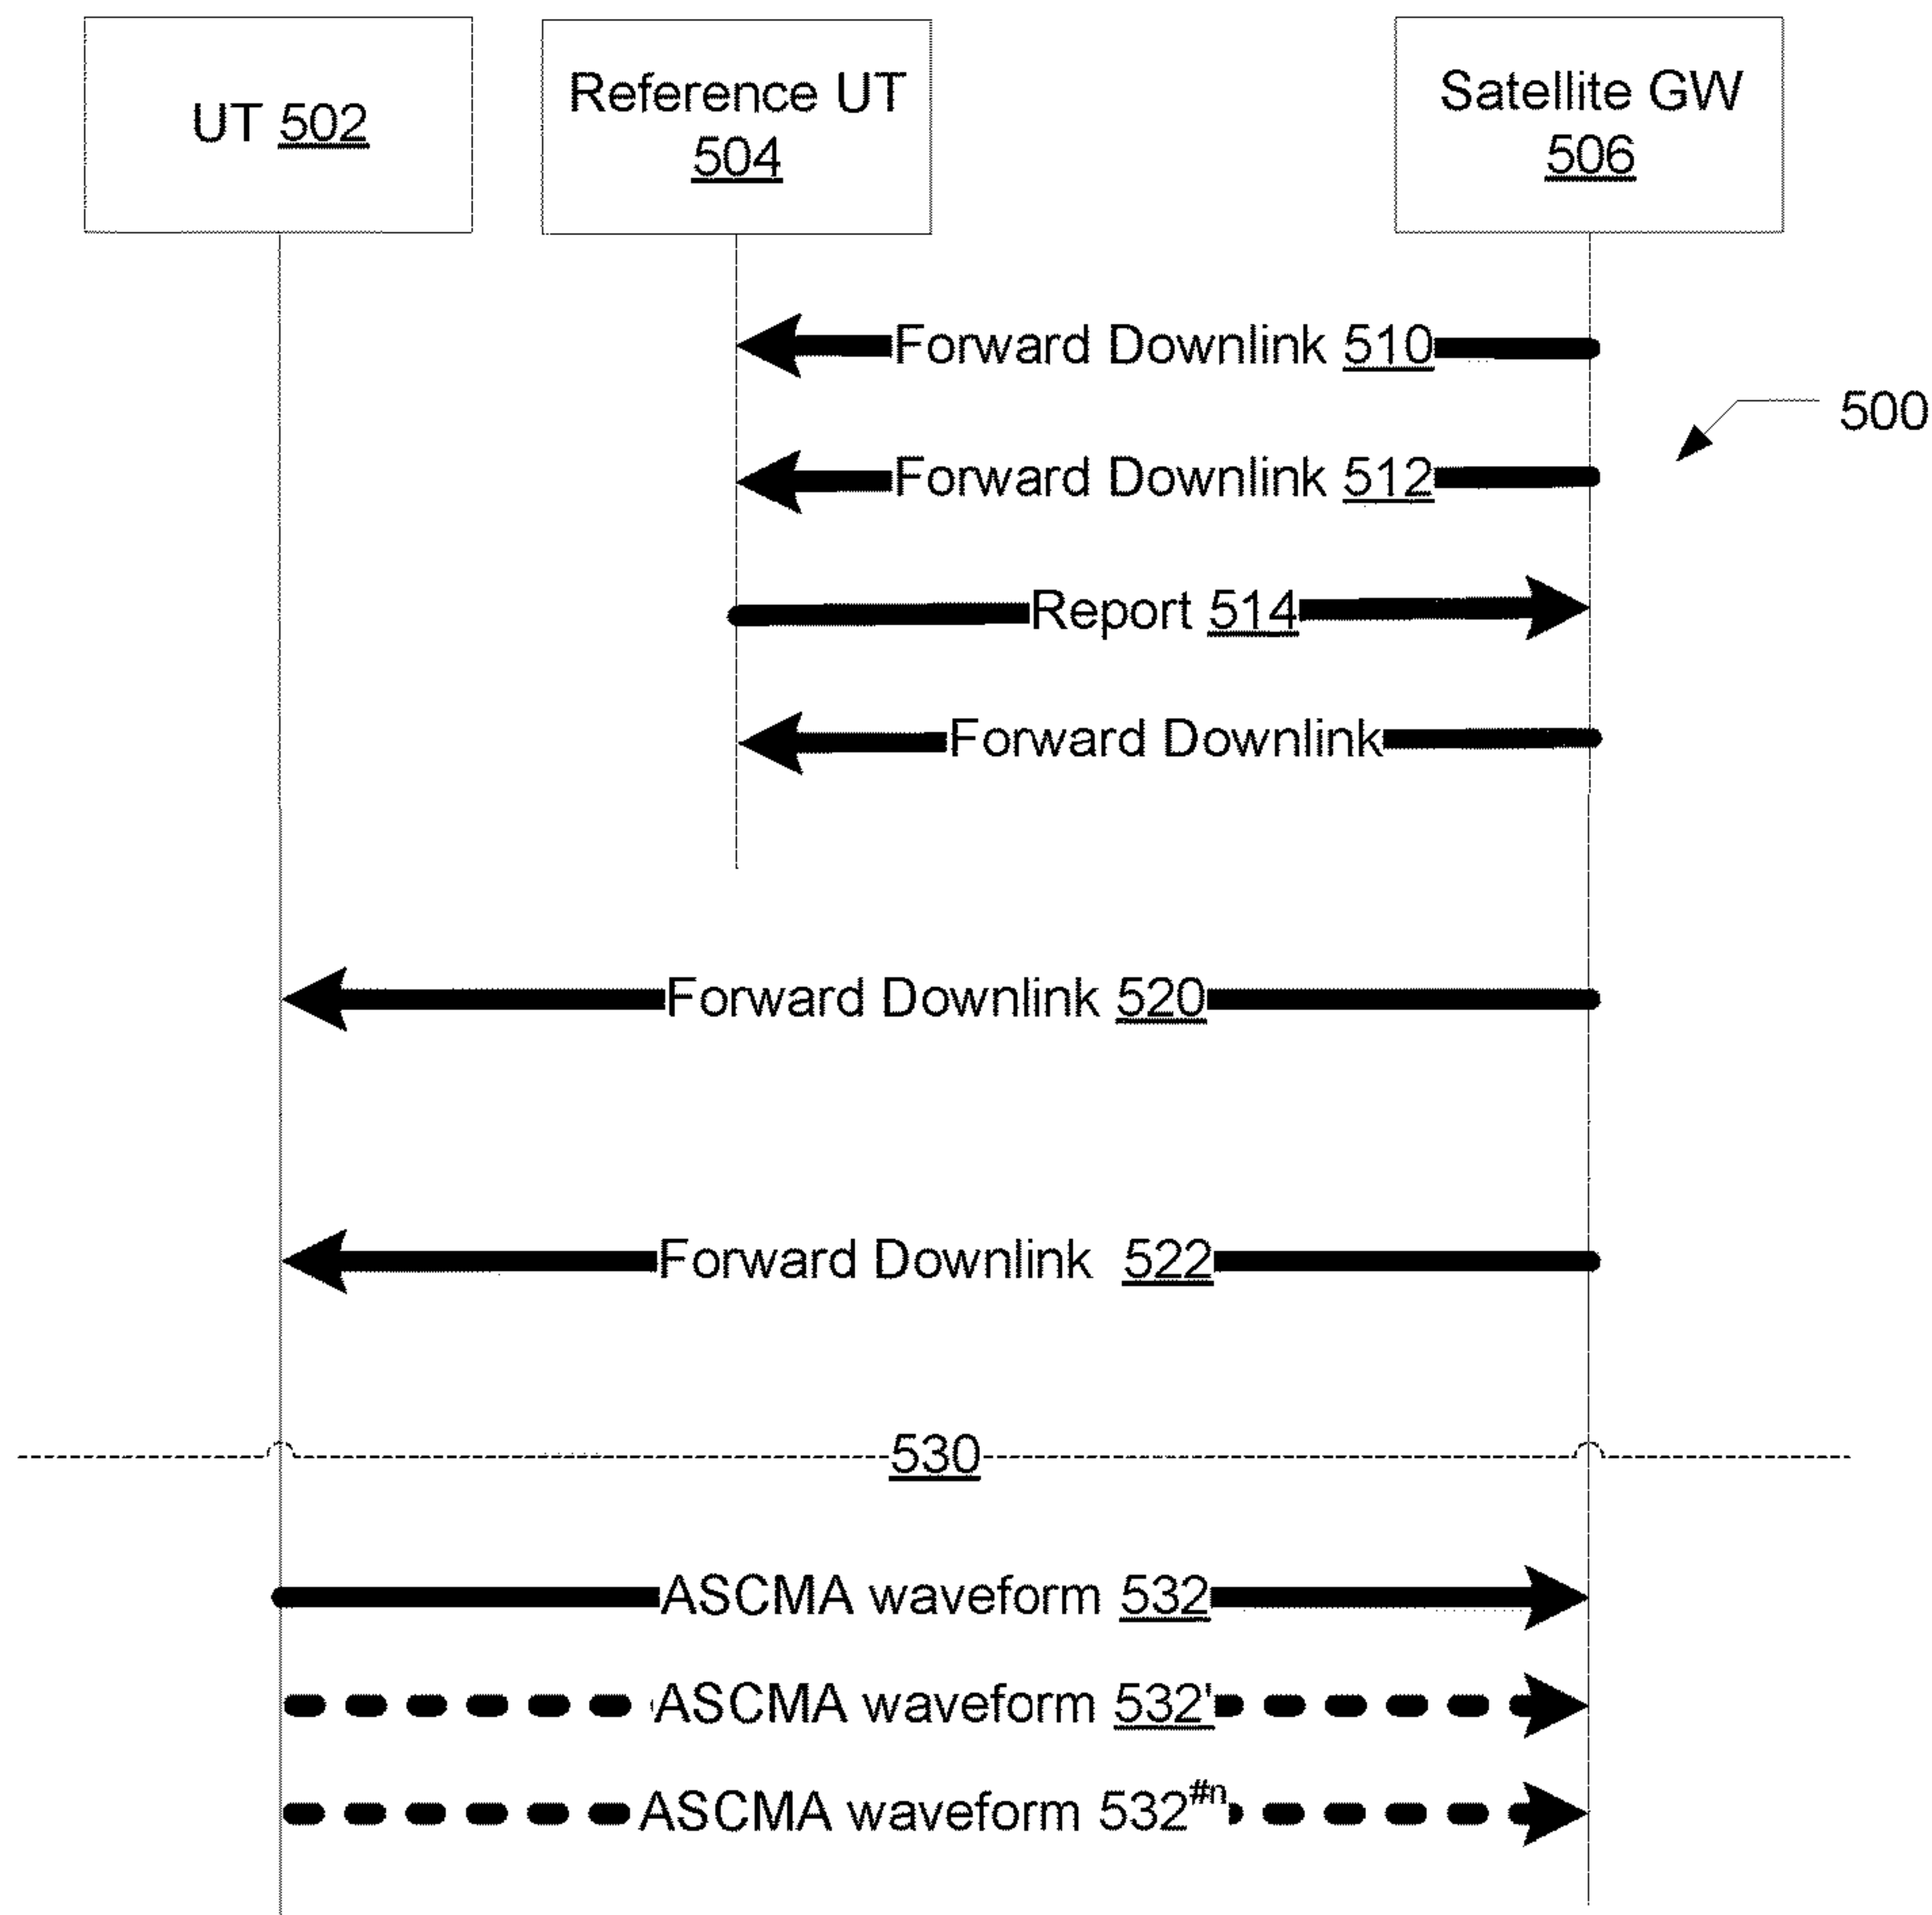 UT 502
Reference UT
504
Satellite GW
506
Forward Downlink 510
500
Forward Downlink 512
Report 514
Forward Downlink
Forward Downlink 520
Forward Downlink 522
530
ASCMA waveform 532
ASCMA waveform 532'
ASCMA waveform 532#n